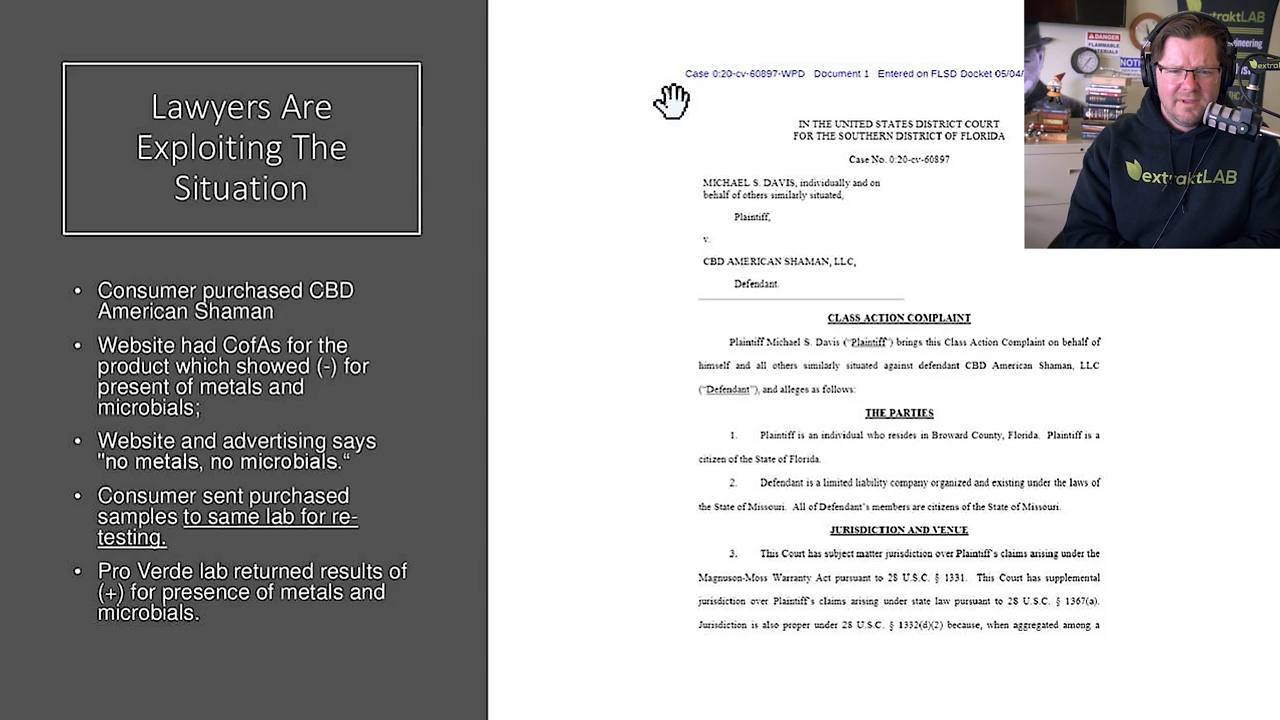 Lawyers Are
Exploiting The
Situation
• Consumer purchased CBD
American Shaman
• Website had CofAs for the
product which showed (-) for
present of metals and
microbials;
• Website and advertising says
"no metals, no microbials.“
• Consumer sent purchased
samples to same lab for re-
testing.
• Pro Verde lab returned results of
(+) for presence of metals and
microbials.
Case 0:20-cv-60897-WPD Document 1 Entered on FLSD Docket 05/04/
IN THE UNITED STATES DISTRICT COURT
FOR THE SOUTHERN DISTRICT OF FLORIDA
Case No. 0:20-cv-60897
MICHAEL S. DAVIS, individually and on
behalf of others similarly situated,
Plaintiff,
v.
CBD AMERICAN SHAMAN, LLC,
Defendant.
CLASS ACTION COMPLAINT
Plaintiff Michael S. Davis (“Plaintiff”) brings this Class Action Complaint on behalf of
himself and all others similarly situated against defendant CBD American Shaman, LLC
(“Defendant”), and alleges as follows:
THE PARTIES
1. Plaintiff is an individual who resides in Broward County, Florida. Plaintiff is a
citizen of the State of Florida.
2. Defendant is a limited liability company organized and existing under the laws of
the State of Missouri. All of Defendant’s members are citizens of the State of Missouri.
JURISDICTION AND VENUE
3. This Court has subject matter jurisdiction over Plaintiff’s claims arising under the
Magnuson-Moss Warranty Act pursuant to 28 U.S.C. § 1331. This Court has supplemental
jurisdiction over Plaintiff’s claims arising under state law pursuant to 28 U.S.C. § 1367(a).
Jurisdiction is also proper under 28 U.S.C. § 1332(d)(2) because, when aggregated among a
DANGER
FLAMMABLE
MATERIALS
extraktLAB